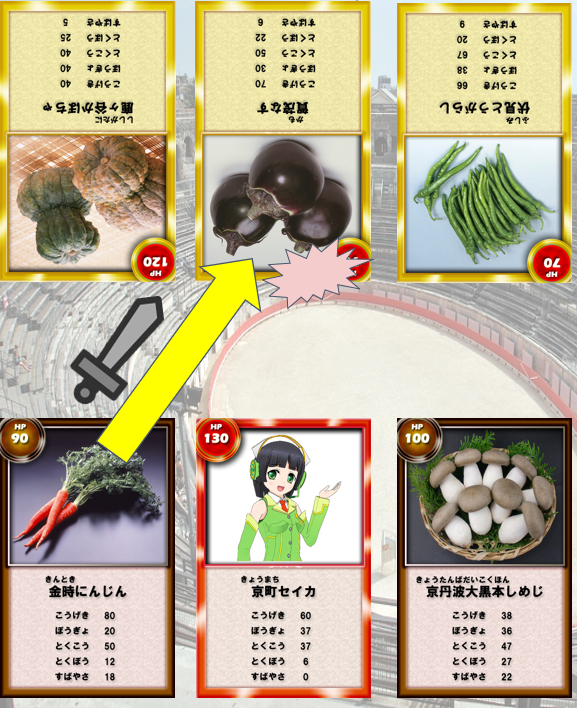 HP
120
ししがたに
鹿ヶ谷かぼちゃ
こうげき 40
ぼうぎょ 40
とくこう 40
とくぼう 25
すばやさ 5
かも
賀茂なす
こうげき 70
ぼうぎょ 30
とくこう 50
とくぼう 22
すばやさ 6
HP
70
ふしみ
伏見とうがらし
こうげき 66
ぼうぎょ 38
とくこう 67
とくぼう 20
すばやさ 9
HP
90
きんとき
金時にんじん
こうげき 80
ぼうぎょ 20
とくこう 50
とくぼう 12
すばやさ 18
HP
130
きょうまち
京町セイカ
こうげき 60
ぼうぎょ 37
とくこう 37
とくぼう 6
すばやさ 0
HP
100
きょうたんばだいこくほん
京丹波大黒本しめじ
こうげき 38
ぼうぎょ 36
とくこう 47
とくぼう 27
すばやさ 22